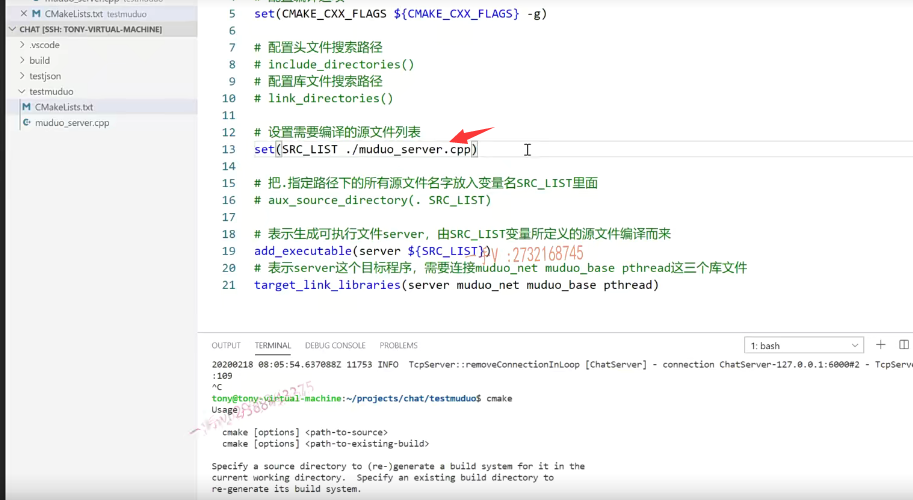 CMakeLists.txt
CHAT [SSH: TONY-VIRTUAL-MACHINE]
.vscode
build
testjson
testmuduo
CMakeLists.txt
muduo_server.cpp
5 set(CMAKE_CXX_FLAGS ${CMAKE_CXX_FLAGS} -g)
6
7 # 配置头文件搜索路径
8 # include_directories()
9 # 配置库文件搜索路径
10 # link_directories()
11
12 # 设置需要编译的源文件列表
13 set(SRC_LIST ./muduo_server.cpp)
14
15 # 把.指定路径下的所有源文件名字放入变量名SRC_LIST里面
16 # aux_source_directory(. SRC_LIST)
17
18 # 表示生成可执行文件server，由SRC_LIST变量所定义的源文件编译而来
19 add_executable(server ${SRC_LIST})
:2732168745
20 # 表示server这个目标程序，需要连接muduo_net muduo_base pthread这三个库文件
21 target_link_libraries(server muduo_net muduo_base pthread)
OUTPUT TERMINAL DEBUG CONSOLE PROBLEMS 1: bash
20200218 08:05:54.637088Z 11753 INFO TcpServer::removeConnectionInLoop [ChatServer] - connection ChatServer-127.0.0.1:6000#2 - TcpServ
:109
^C
tony@tony-virtual-machine:~/projects/chat/testmuduo$ cmake
Usage
cmake [options] <path-to-source>
cmake [options] <path-to-existing-build>
Specify a source directory to (re-)generate a build system for it in the
current working directory. Specify an existing build directory to
re-generate its build system.